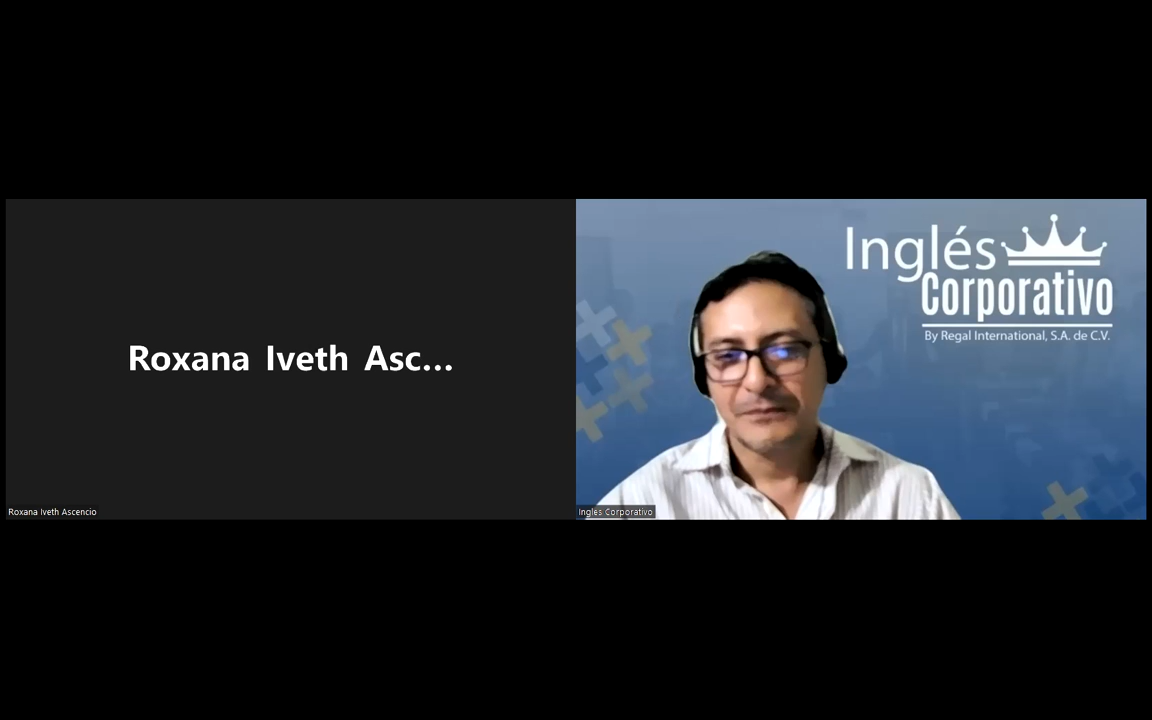 Roxana Iveth Asc...
Roxana Iveth Ascencio
Inglés
Corporativo
By Regal International, S.A. de C.V.
Inglés Corporativo